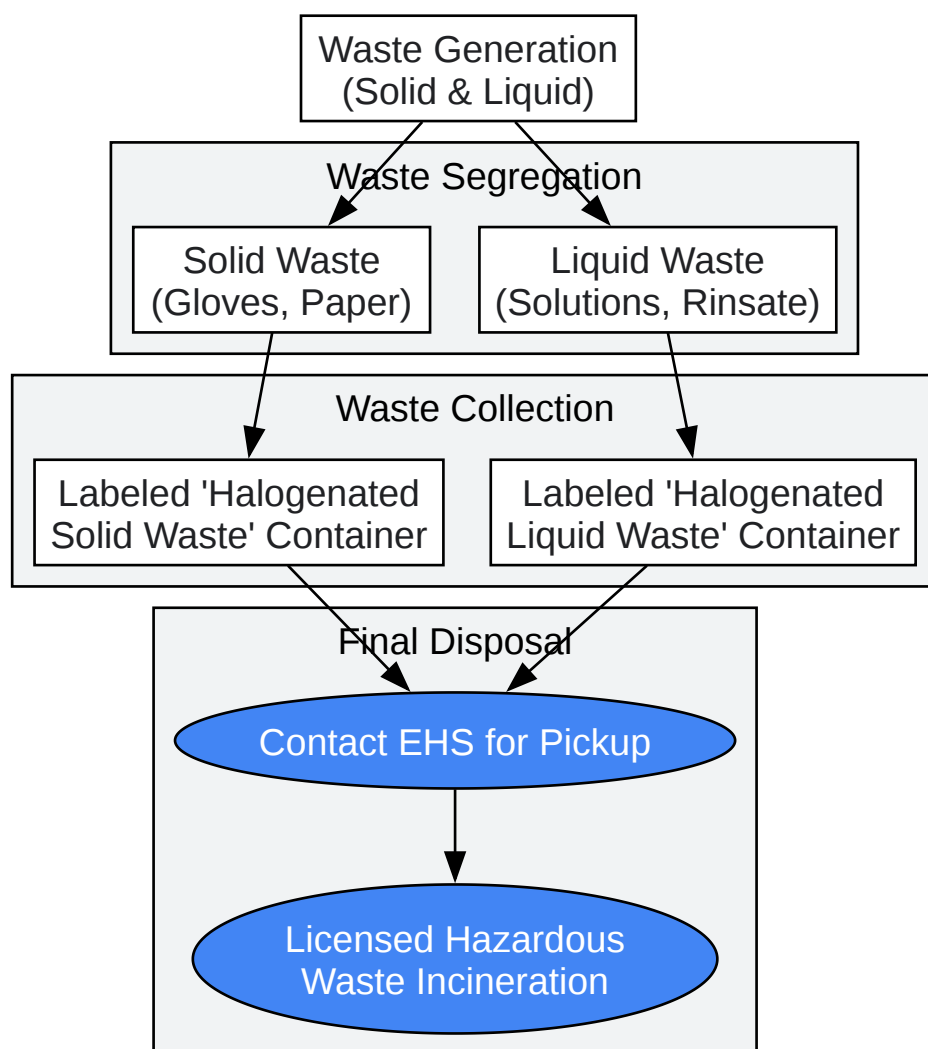 Waste Generation
(Solid & Liquid)
Waste Segregation
Solid Waste
(Gloves, Paper)
Liquid Waste
(Solutions, Rinsate)
Waste Collection
Labeled 'Halogenated
Solid Waste' Container
Labeled 'Halogenated
Liquid Waste' Container
Final Disposal
Contact EHS for Pickup
Licensed Hazardous
Waste Incineration